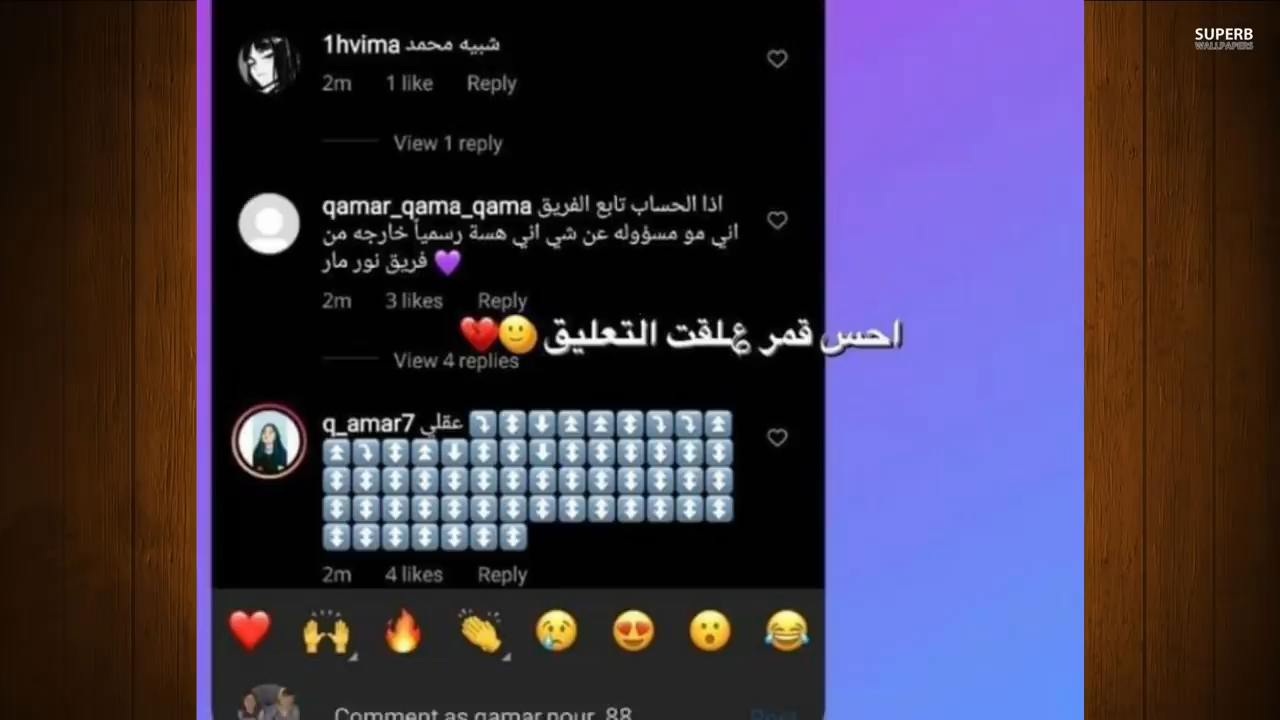 SUPERB
WALLPAPERS
1hvima شبيه محمد
2m 1 like Reply
View 1 reply
qamar_qama_qama اذا الحساب تابع الفريق
اني مو مسؤوله عن شي اني هسة رسمياً خارجه من
فريق نور مار 💜
2m 3 likes Reply
احس قمر علقت التعليق 🙂💔
View 4 replies
q_amar7 عقلي ⤵️↕️⬇️⏫⏫↕️⤵️⤵️⏫
⏫⤵️↕️⏫⬇️↕️↕️⬇️↕️↕️↕️↕️↕️↕️
↕️↕️↕️↕️↕️↕️↕️↕️↕️↕️↕️↕️↕️↕️
↕️↕️↕️↕️↕️↕️↕️↕️↕️↕️↕️↕️↕️↕️
↕️↕️↕️↕️↕️↕️↕️
2m 4 likes Reply
❤️🙌🔥👏😢😍😮😂
Comment as qamar nour_88 Post